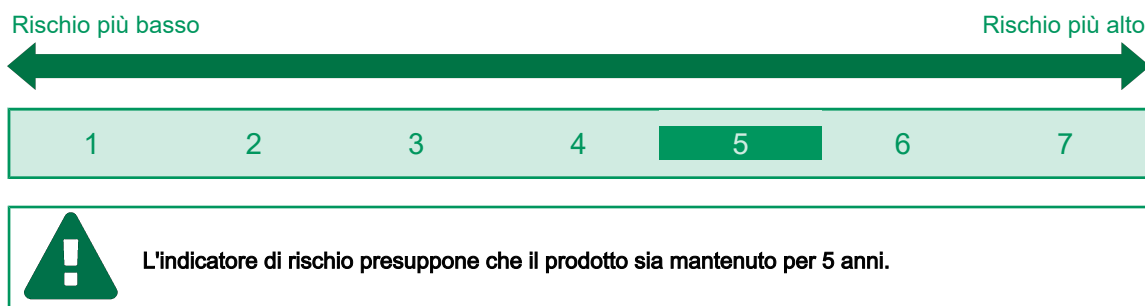 Rischio più basso Rischio più alto
1 2 3 4 5 6 7
L'indicatore di rischio presuppone che il prodotto sia mantenuto per 5 anni.